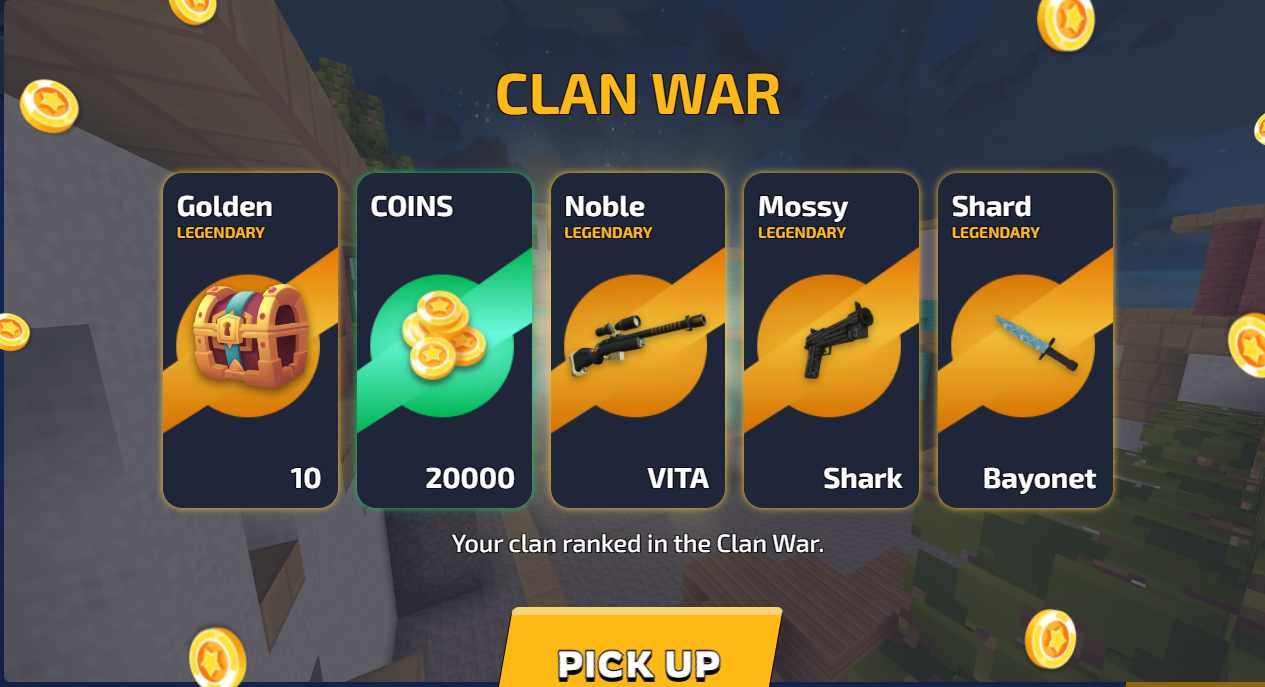 CLAN WAR
Golden
LEGENDARY
10
COINS
20000
Noble
LEGENDARY
VITA
Mossy
LEGENDARY
Shark
Shard
LEGENDARY
Bayonet
Your clan ranked in the Clan War.
PICK UP